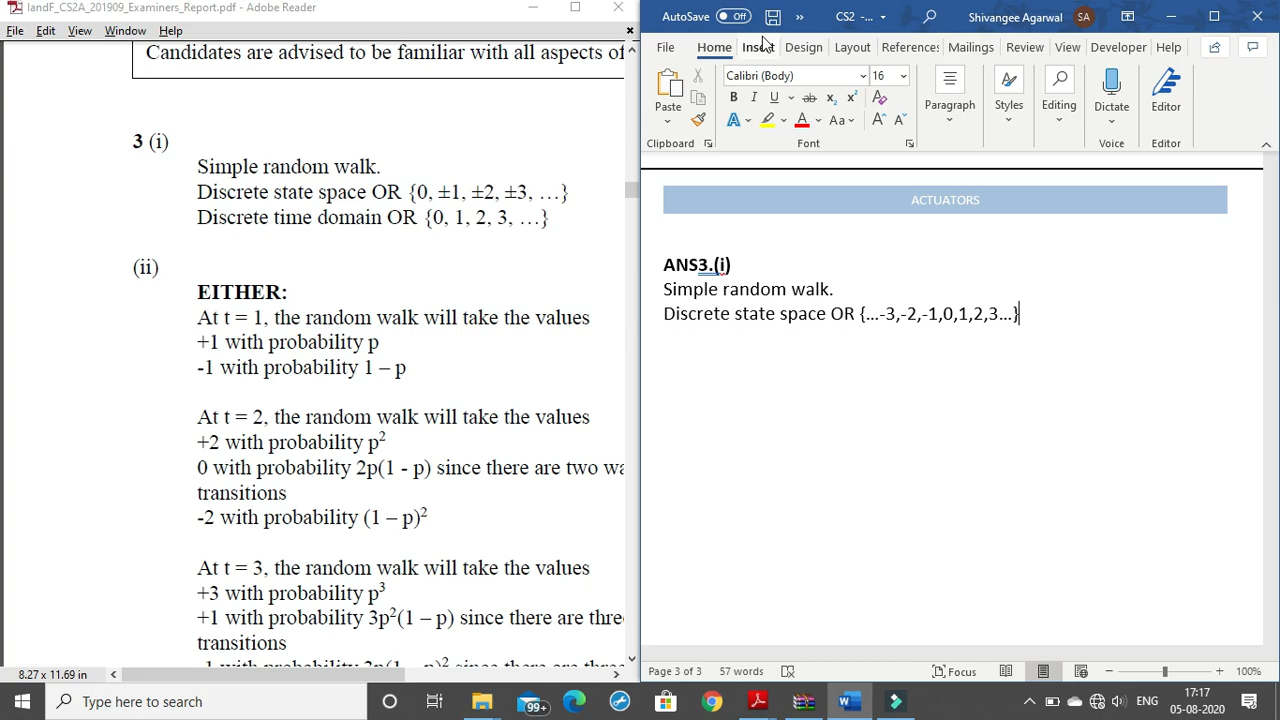 landF_CS2A_201909_Examiners_Report.pdf - Adobe Reader
File Edit View Window Help
Candidates are advised to be familiar with all aspects of
3 (i)
Simple random walk.
Discrete state space OR {0, ±1, ±2, ±3, …}
Discrete time domain OR {0, 1, 2, 3, …}
(ii)
EITHER:
At t = 1, the random walk will take the values
+1 with probability p
-1 with probability 1 – p
At t = 2, the random walk will take the values
+2 with probability p²
0 with probability 2p(1 - p) since there are two
transitions
-2 with probability (1 – p)²
At t = 3, the random walk will take the values
+3 with probability p³
+1 with probability 3p²(1 – p) since there are
transitions
8.27 x 11.69 in
AutoSave Off CS2 -... Shivangee Agarwal SA
File Home Insert Design Layout References Mailings Review View Developer Help
Calibri (Body) 16
Paste Paragraph Styles Editing Dictate Editor
Clipboard Font Voice Editor
ACTUATORS
ANS3.(i)
Simple random walk.
Discrete state space OR {…-3,-2,-1,0,1,2,3…}
Page 3 of 3 57 words Focus 100%
Type here to search
99+
ENG
17:17
05-08-2020